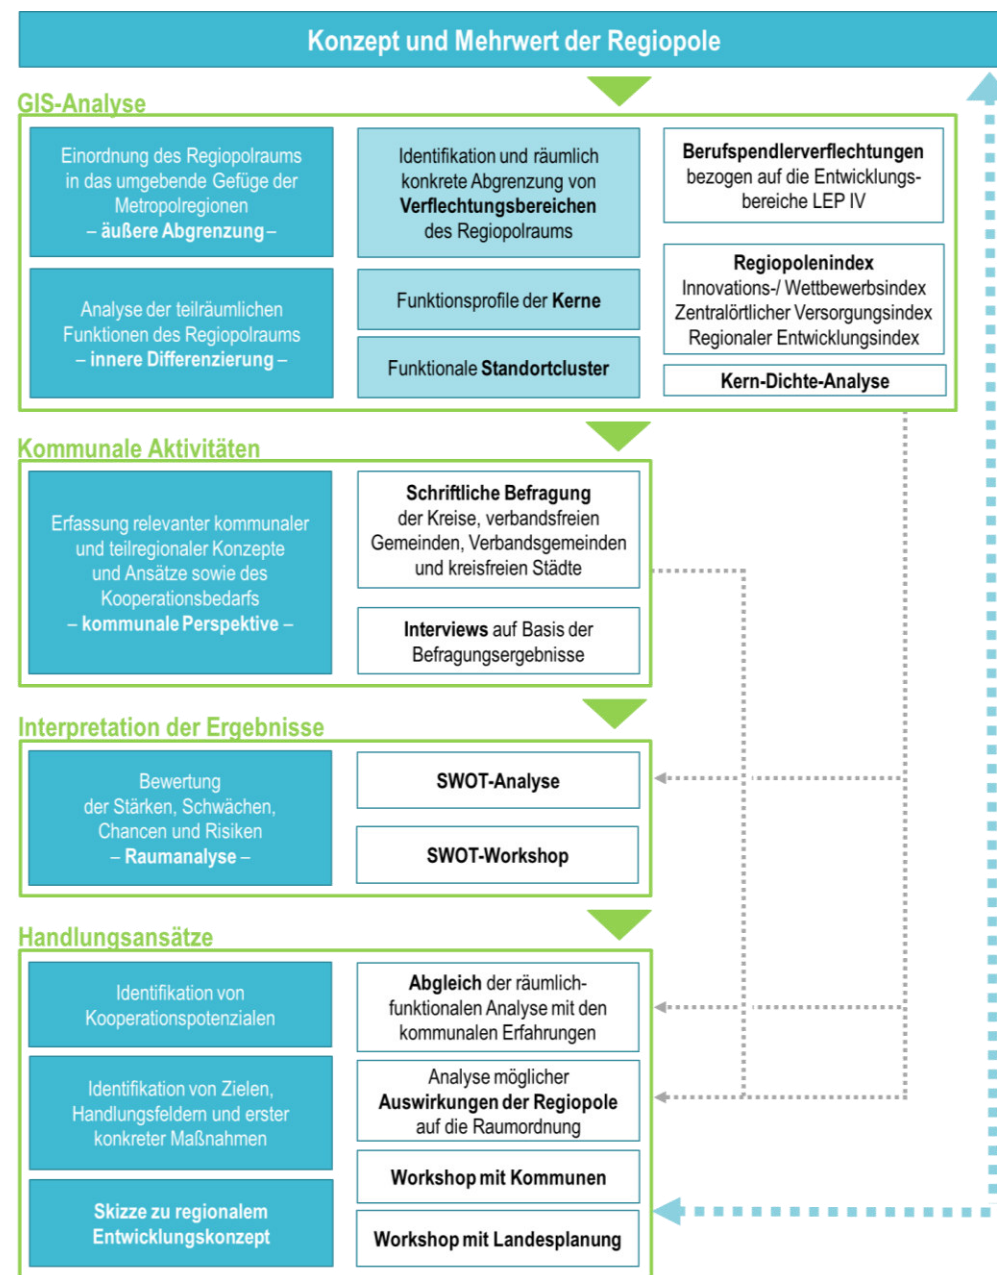 Konzept und Mehrwert der Regiopole
GIS-Analyse
Einordnung des Regiopolraums
in das umgebende Gefüge der
Metropolregionen
– äußere Abgrenzung –
Analyse der teilräumlichen
Funktionen des Regiopolraums
– innere Differenzierung –
Identifikation und räumlich
konkrete Abgrenzung von
Verflechtungsbereichen
des Regiopolraums
Funktionsprofile der Kerne
Funktionale Standortcluster
Berufspendlerverflechtungen
bezogen auf die Entwicklungs-
bereiche LEP IV
Regiopolenindex
Innovations-/ Wettbewerbsindex
Zentralörtlicher Versorgungsindex
Regionaler Entwicklungsindex
Kern-Dichte-Analyse
Kommunale Aktivitäten
Erfassung relevanter kommunaler
und teilregionaler Konzepte
und Ansätze sowie des
Kooperationsbedarfs
– kommunale Perspektive –
Schriftliche Befragung
der Kreise, verbandsfreien
Gemeinden, Verbandsgemeinden
und kreisfreien Städte
Interviews auf Basis der
Befragungsergebnisse
Interpretation der Ergebnisse
Bewertung
der Stärken, Schwächen,
Chancen und Risiken
– Raumanalyse –
SWOT-Analyse
SWOT-Workshop
Handlungsansätze
Identifikation von
Kooperationspotenzialen
Identifikation von Zielen,
Handlungsfeldern und erster
konkreter Maßnahmen
Skizze zu regionalem
Entwicklungskonzept
Abgleich der räumlich-
funktionalen Analyse mit den
kommunalen Erfahrungen
Analyse möglicher
Auswirkungen der Regiopole
auf die Raumordnung
Workshop mit Kommunen
Workshop mit Landesplanung